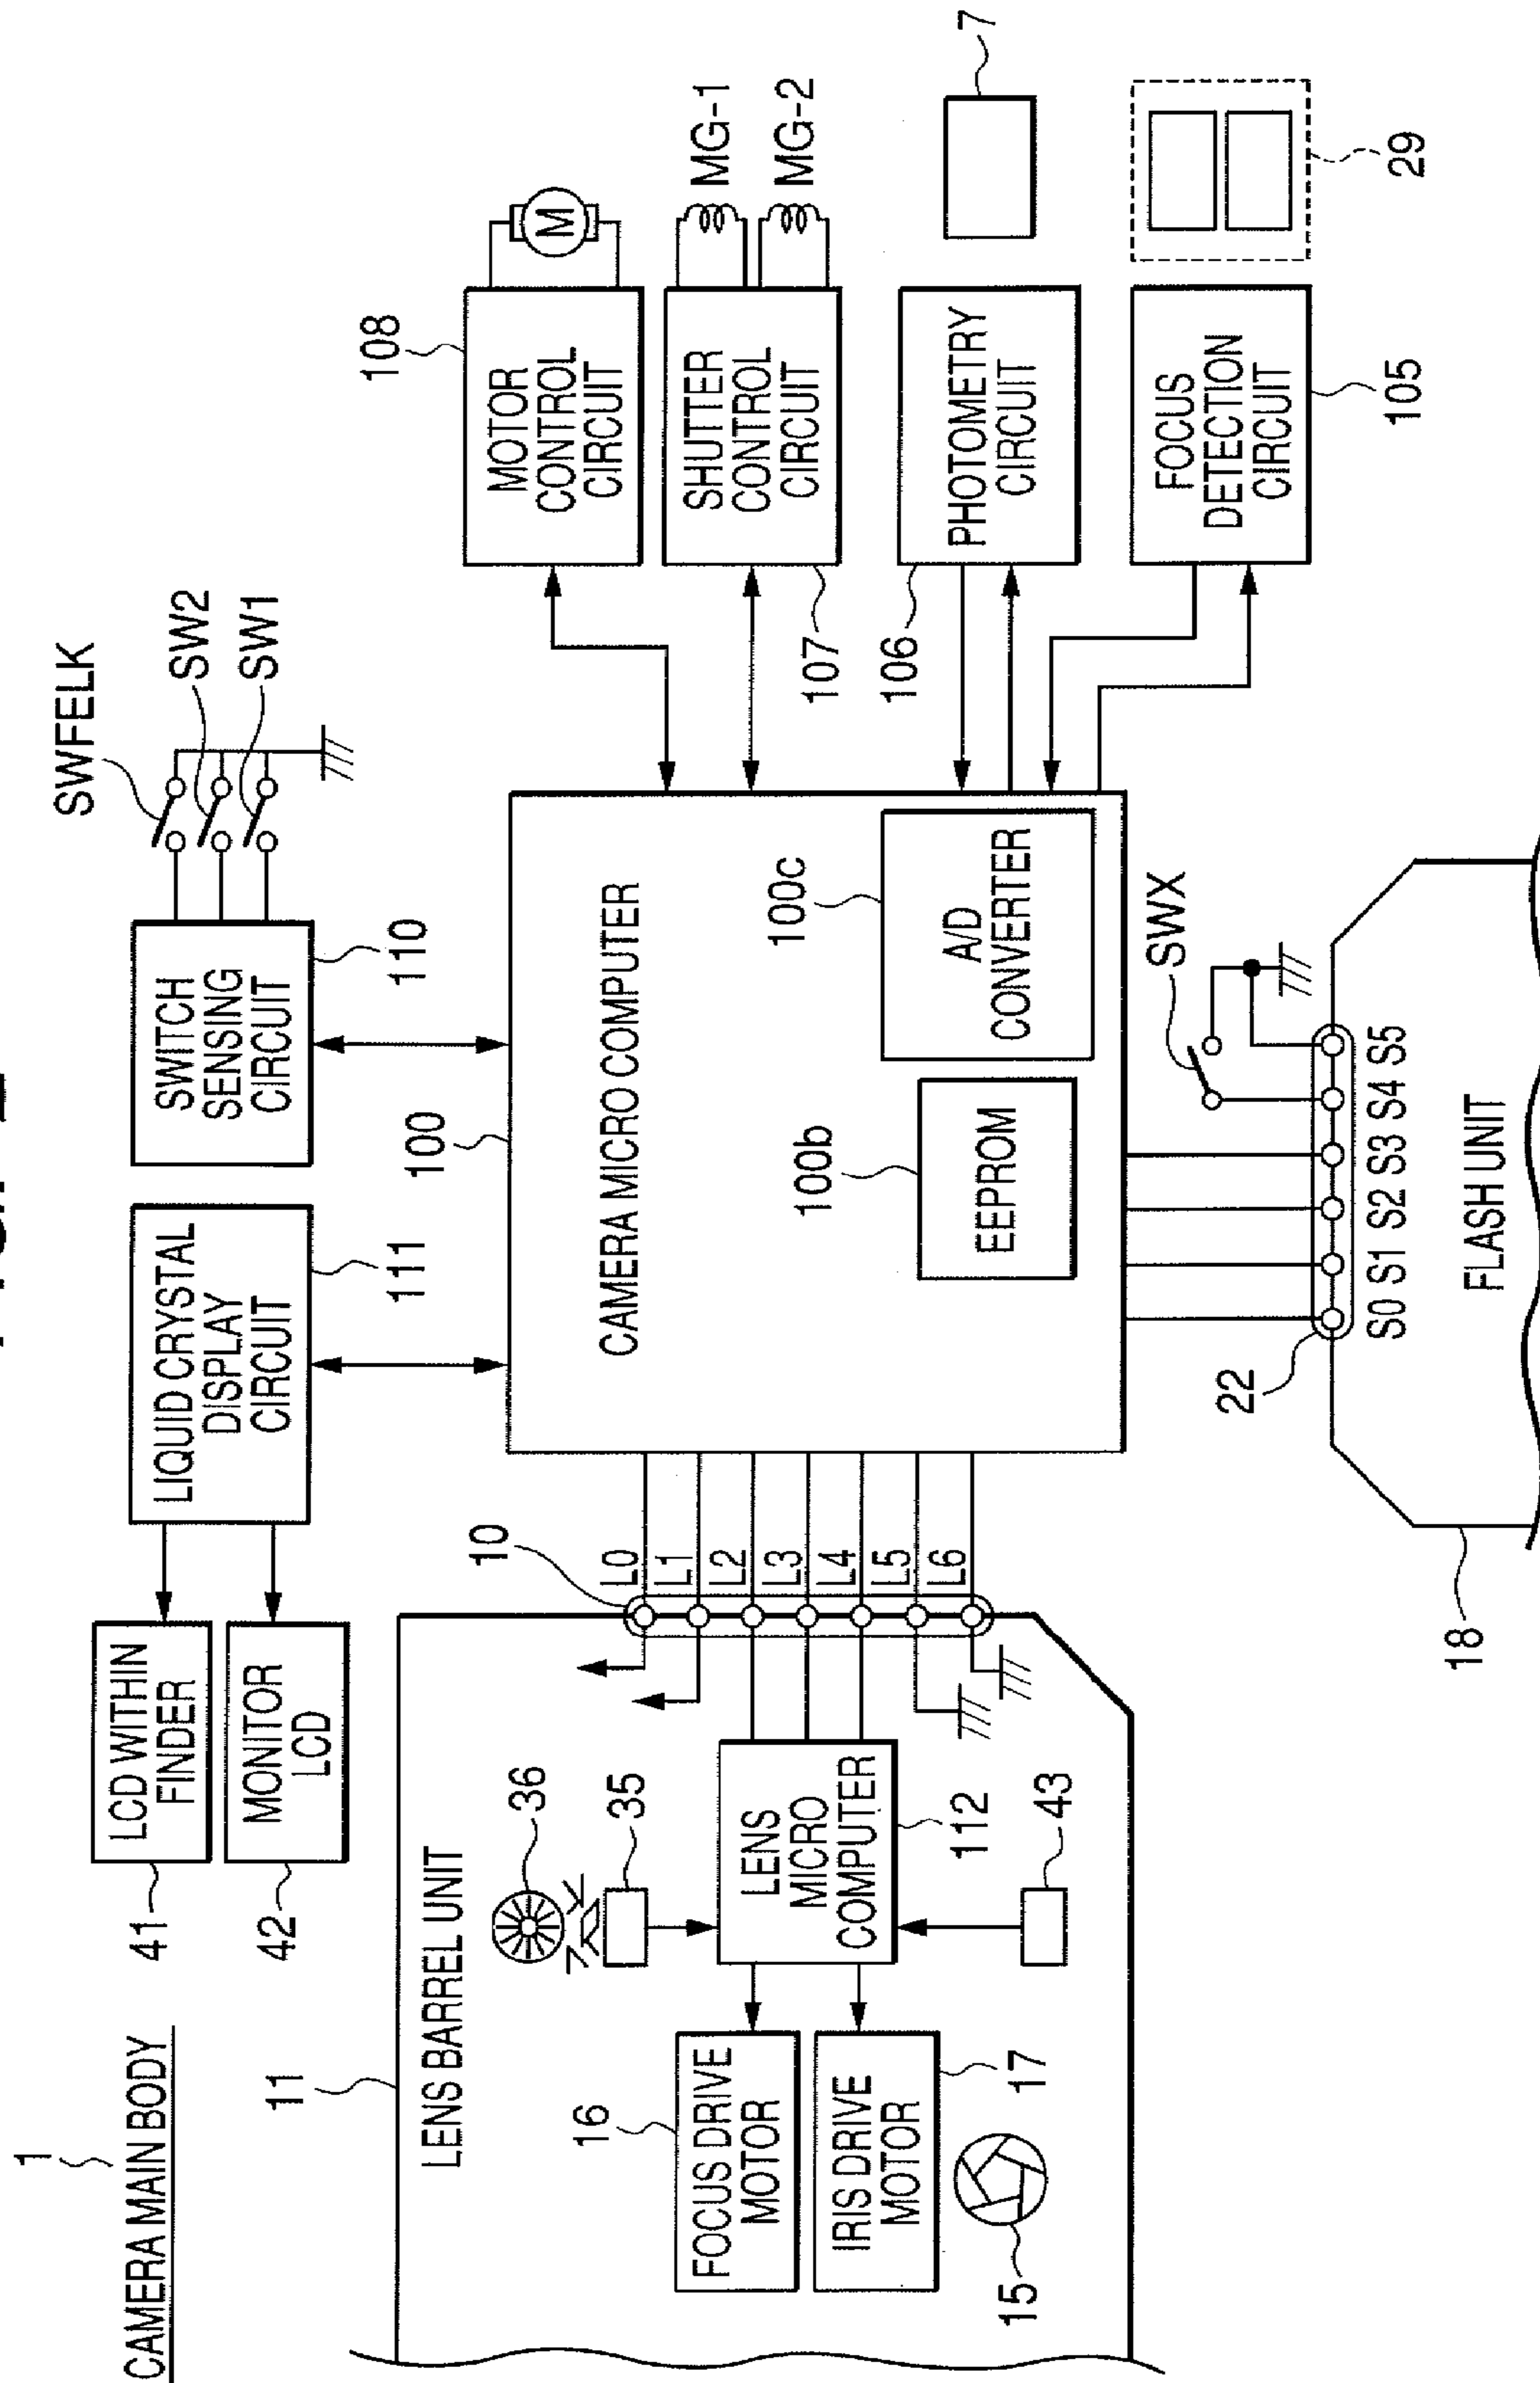 1
CAMERA MAIN BODY
41
LCD WITHIN
FINDER
42
MONITOR
LCD
LIQUID CRYSTAL
DISPLAY
CIRCUIT
111
SWITCH
SENSING
CIRCUIT
110
SWFELK
SW2
SW1
11
LENS BARREL UNIT
36
35
16
FOCUS DRIVE
MOTOR
IRIS DRIVE
MOTOR
17
15
LENS
MICRO
COMPUTER
112
43
10
L0
L1
L2
L3
L4
L5
L6
100
CAMERA MICRO COMPUTER
100b
EEPROM
100c
A/D
CONVERTER
108
MOTOR
CONTROL
CIRCUIT
M
SHUTTER
CONTROL
CIRCUIT
107
MG-1
MG-2
106
PHOTOMETRY
CIRCUIT
7
FOCUS
DETECTION
CIRCUIT
105
29
SWX
22
S0 S1 S2 S3 S4 S5
FLASH UNIT
18